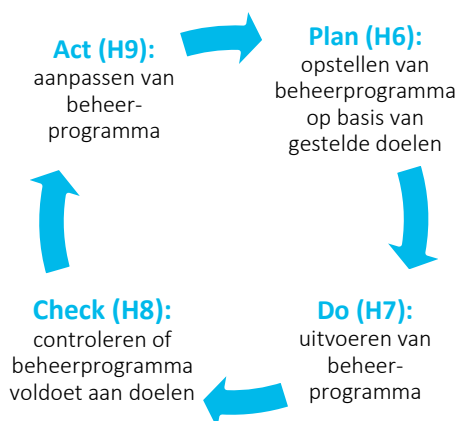 Plan (H6):
opstellen van
beheerprogramma
op basis van
gestelde doelen
Do (H7):
uitvoeren van
beheer-
programma
Check (H8):
controleren of
beheerprogramma
voldoet aan doelen
Act (H9):
aanpassen van
beheer-
programma